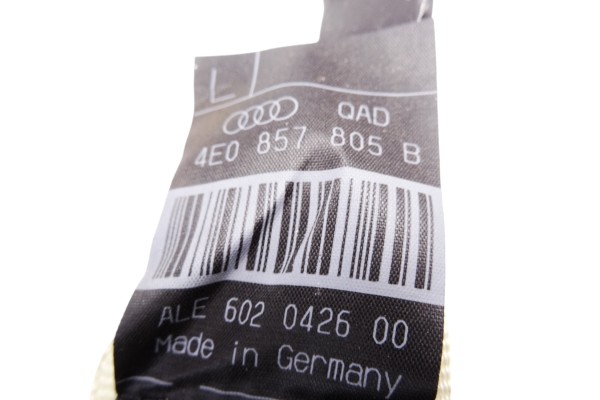 L
QAD
4E0 857 805 B
ALE 602 0426 00
Made in Germany